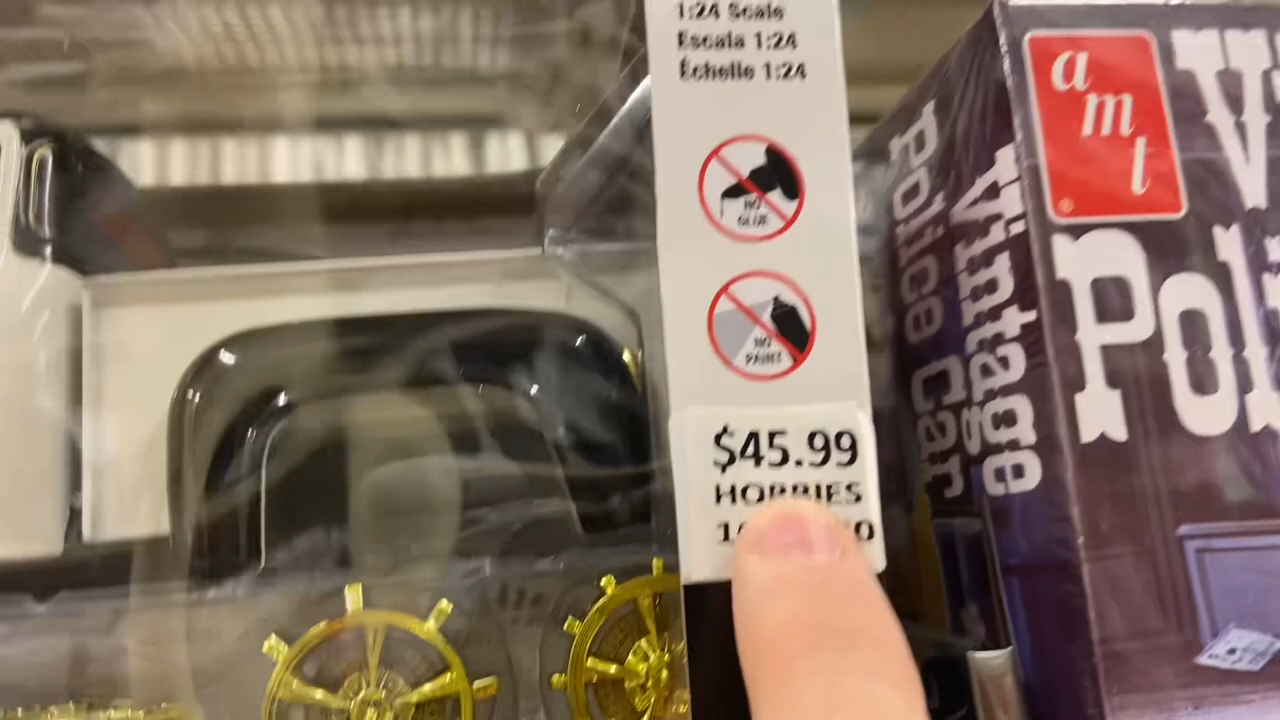 1:24 Scale
Escala 1:24
Échelle 1:24
NO
GLUE
NO
PAINT
$45.99
HOBBIES
amt
Vintage
Police Car